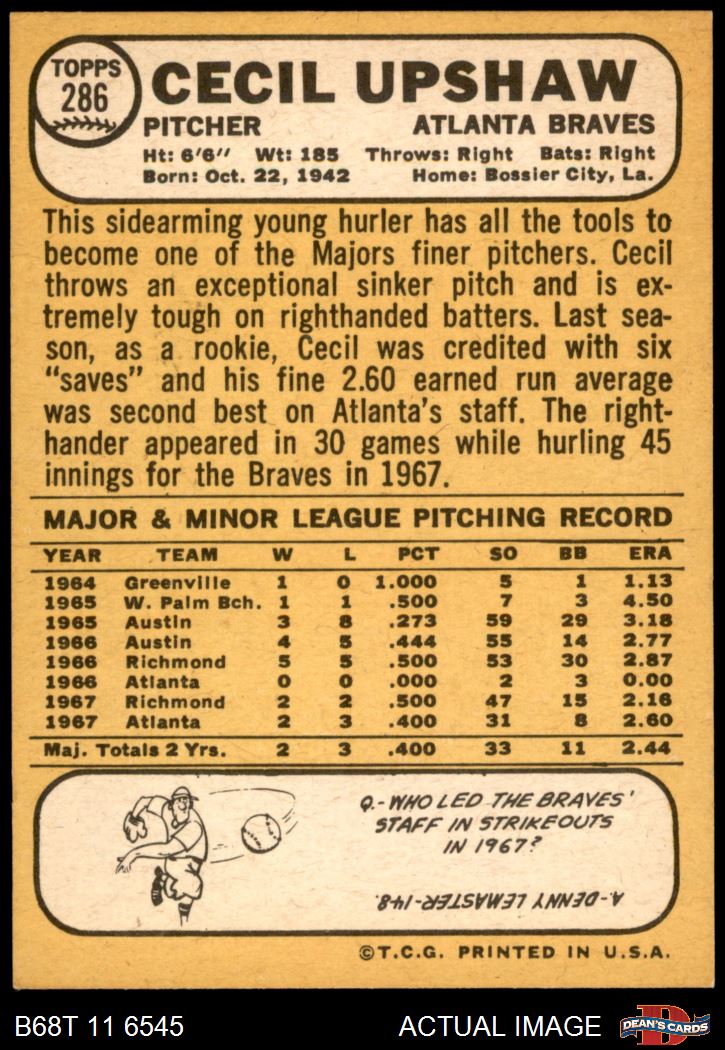 TOPPS
286
CECIL UPSHAW
PITCHER ATLANTA BRAVES
Ht: 6'6" Wt: 185 Throws: Right Bats: Right
Born: Oct. 22, 1942 Home: Bossier City, La.
This sidearming young hurler has all the tools to
become one of the Majors finer pitchers. Cecil
throws an exceptional sinker pitch and is ex-
tremely tough on righthanded batters. Last sea-
son, as a rookie, Cecil was credited with six
"saves" and his fine 2.60 earned run average
was second best on Atlanta's staff. The right-
hander appeared in 30 games while hurling 45
innings for the Braves in 1967.
MAJOR & MINOR LEAGUE PITCHING RECORD
YEAR TEAM W L PCT SO BB ERA
1964 Greenville 1 0 1.000 5 1 1.13
1965 W. Palm Bch. 1 1 .500 7 3 4.50
1965 Austin 3 8 .273 59 29 3.18
1966 Austin 4 5 .444 55 14 2.77
1966 Richmond 5 5 .500 53 30 2.87
1966 Atlanta 0 0 .000 2 3 0.00
1967 Richmond 2 2 .500 47 15 2.16
1967 Atlanta 2 3 .400 31 8 2.60
Maj. Totals 2 Yrs. 2 3 .400 33 11 2.44
Q.-WHO LED THE BRAVES'
STAFF IN STRIKEOUTS
IN 1967?
A. DENNY LEMASTER-148.
©T.C.G. PRINTED IN U.S.A.
B68T 11 6545 ACTUAL IMAGE D DEAN'S CARDS